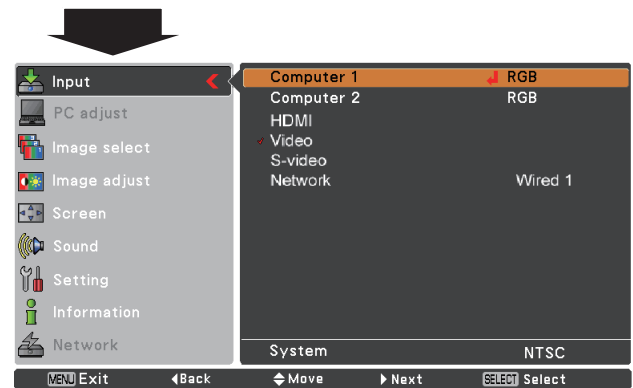 Input
PC adjust
Image select
Image adjust
Screen
Sound
Setting
Information
Network
Computer 1 RGB
Computer 2 RGB
HDMI
Video
S-video
Network Wired 1
System NTSC
MENU Exit Back Move Next SELECT Select